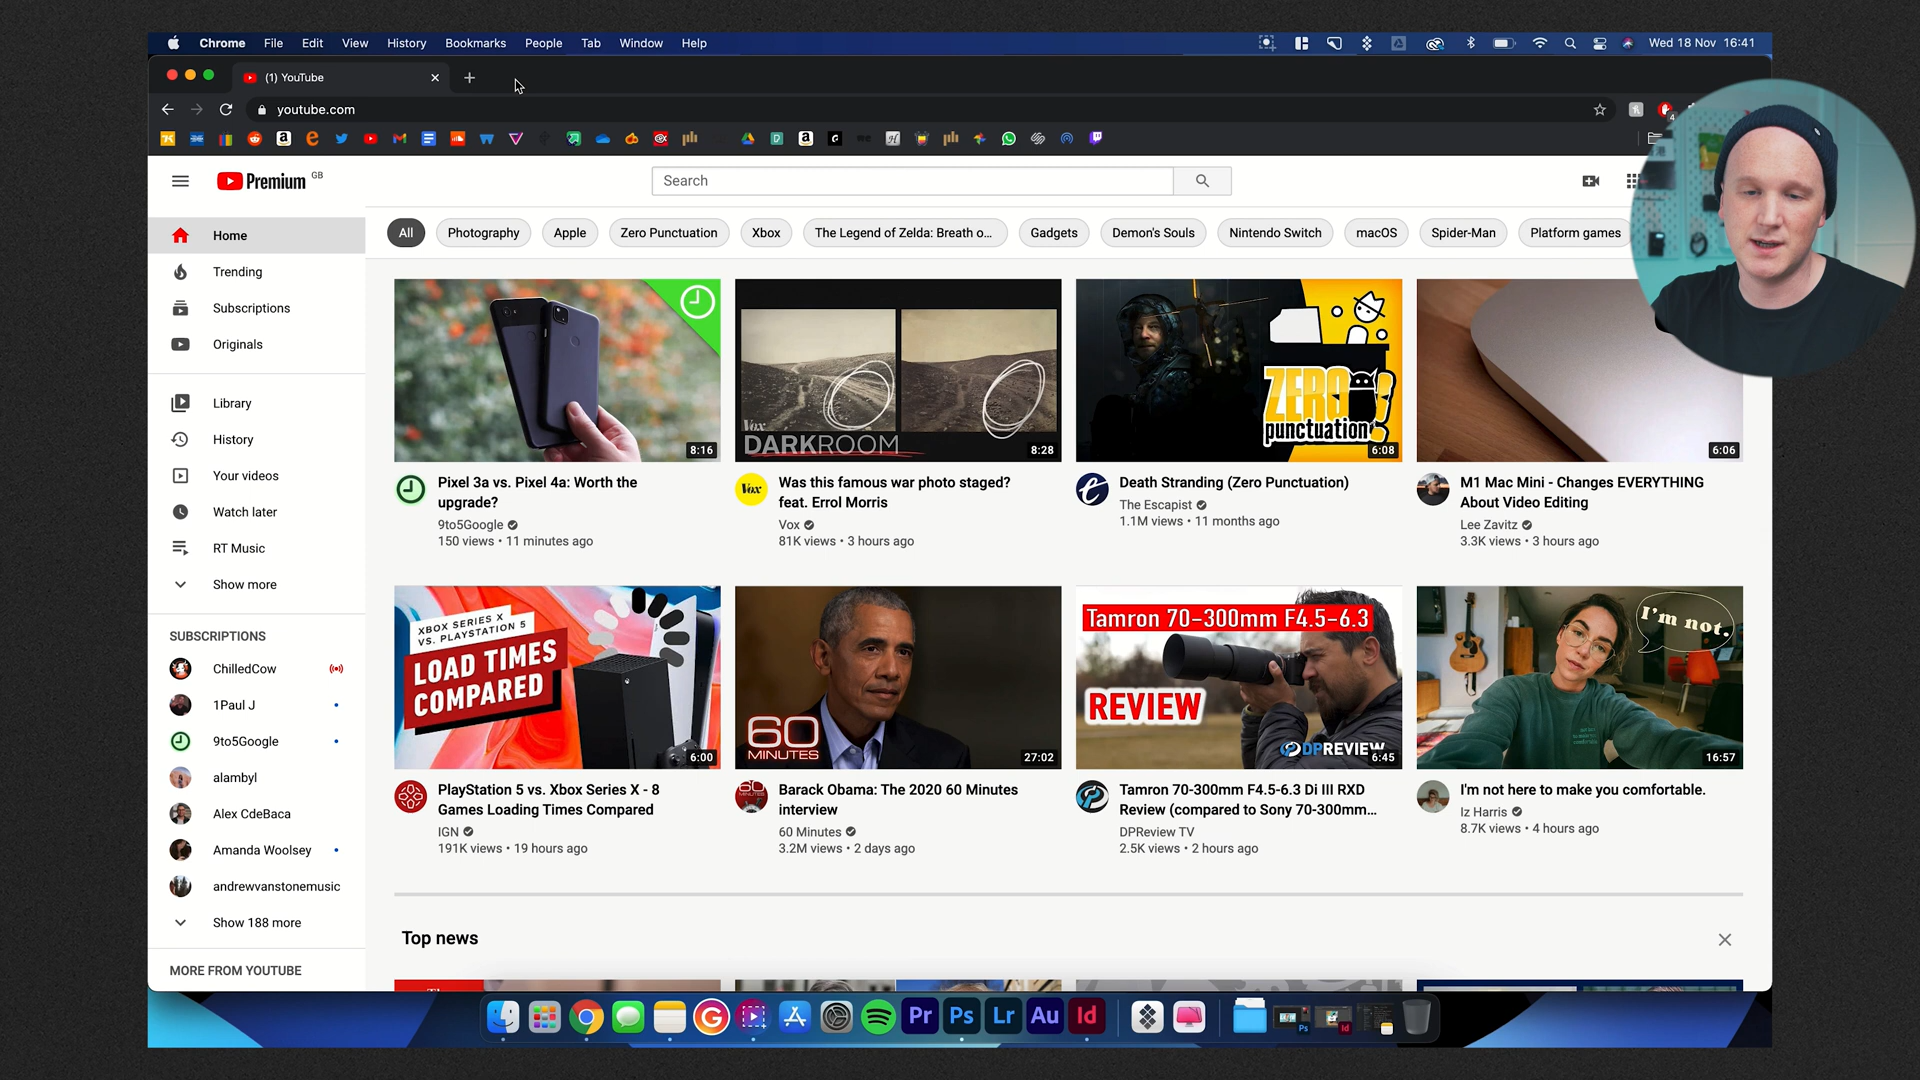 Chrome File Edit View History Bookmarks People Tab Window Help Wed 18 Nov 16:41
(1) YouTube
youtube.com
4
Premium GB
Search
Home
Trending
Subscriptions
Originals
Library
History
Your videos
Watch later
RT Music
Show more
SUBSCRIPTIONS
ChilledCow
1Paul J
9to5Google
alambyl
Alex CdeBaca
Amanda Woolsey
andrewvanstonemusic
Show 188 more
MORE FROM YOUTUBE
All Photography Apple Zero Punctuation Xbox The Legend of Zelda: Breath o... Gadgets Demon's Souls Nintendo Switch macOS Spider-Man Platform games
8:16
Pixel 3a vs. Pixel 4a: Worth the
upgrade?
9to5Google
150 views • 11 minutes ago
Vox
DARKROOM
8:28
Vox
Was this famous war photo staged?
feat. Errol Morris
Vox
81K views • 3 hours ago
ZERO
punctuation!
6:08
Death Stranding (Zero Punctuation)
The Escapist
1.1M views • 11 months ago
6:06
M1 Mac Mini - Changes EVERYTHING
About Video Editing
Lee Zavitz
3.3K views • 3 hours ago
XBOX SERIES X
VS. PLAYSTATION 5
LOAD TIMES
COMPARED
6:00
PlayStation 5 vs. Xbox Series X - 8
Games Loading Times Compared
IGN
191K views • 19 hours ago
60
MINUTES
27:02
Barack Obama: The 2020 60 Minutes
interview
60 Minutes
3.2M views • 2 days ago
Tamron 70-300mm F4.5-6.3
REVIEW
DPREVIEW
6:45
Tamron 70-300mm F4.5-6.3 Di III RXD
Review (compared to Sony 70-300mm...
DPReview TV
2.5K views • 2 hours ago
I'm not.
16:57
I'm not here to make you comfortable.
Iz Harris
8.7K views • 4 hours ago
Top news
Pr Ps Lr Au Id